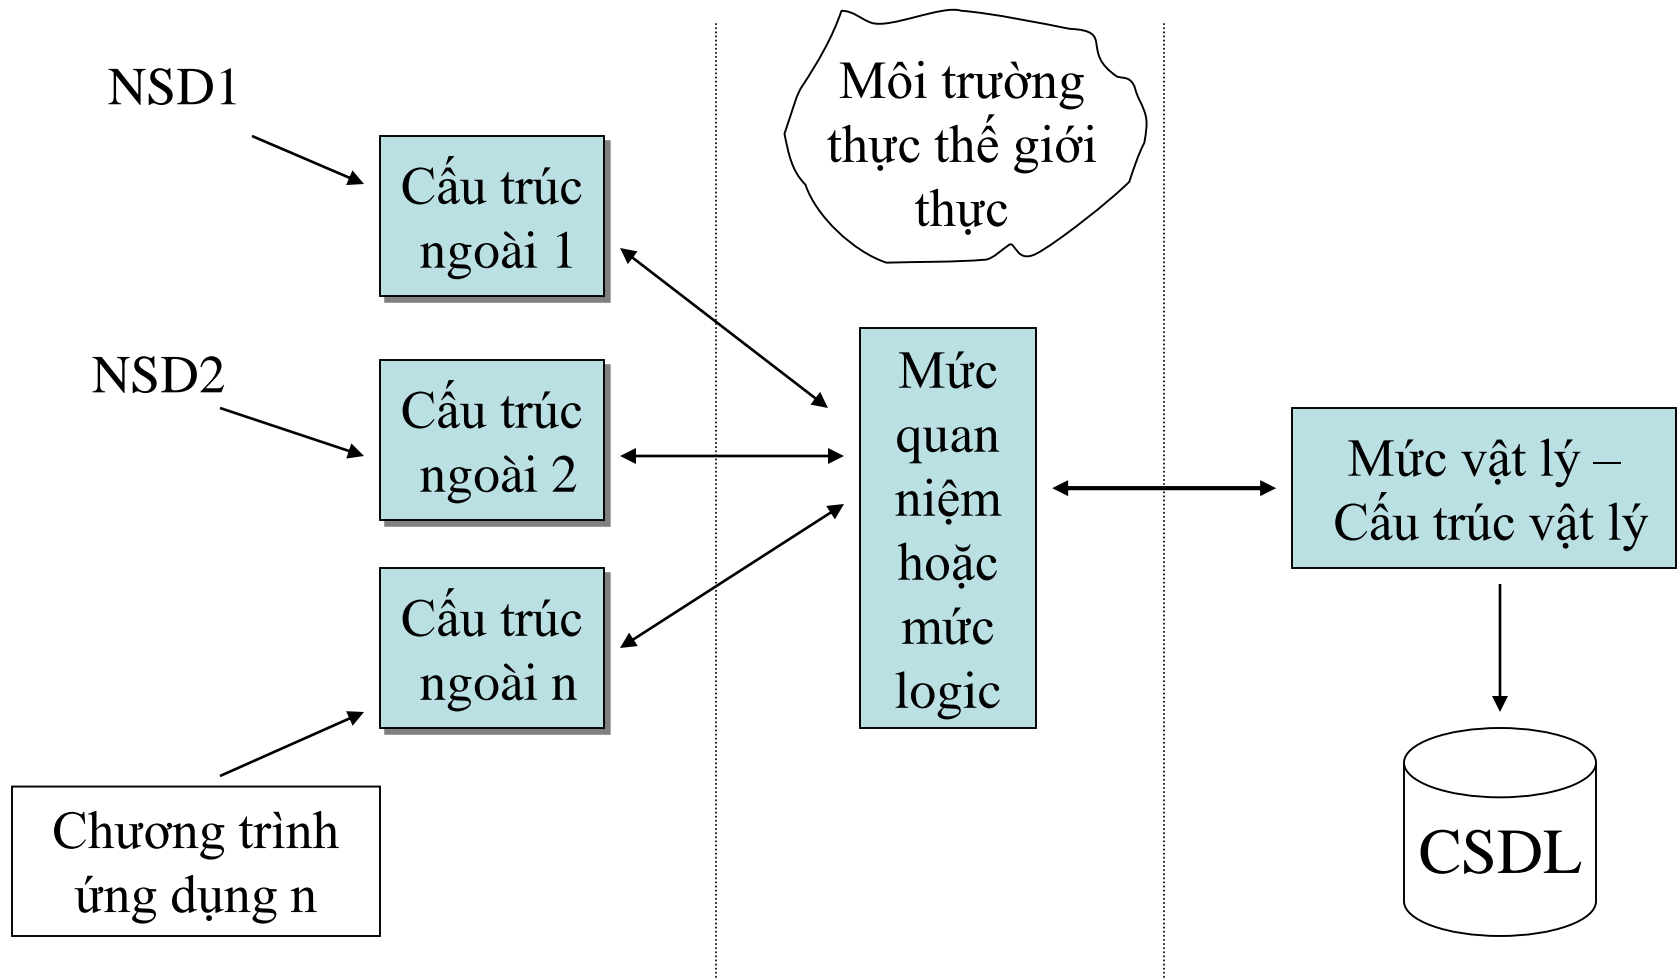 NSD1
Cấu trúc
ngoài 1
NSD2
Cấu trúc
ngoài 2
Cấu trúc
ngoài n
Chương trình
ứng dụng n
Môi trường
thực thế giới
thực
Mức
quan
niệm
hoặc
mức
logic
Mức vật lý –
Cấu trúc vật lý
CSDL